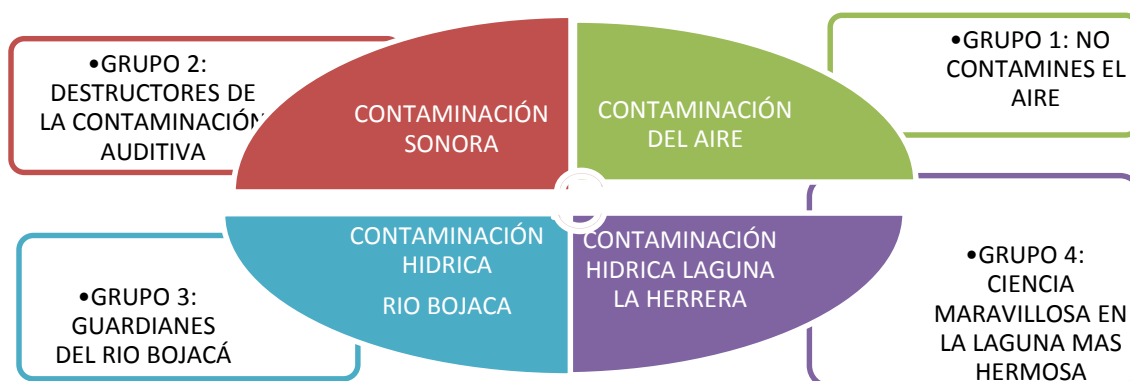 •GRUPO 2:
DESTRUCTORES DE
LA CONTAMINACIÓN
AUDITIVA
CONTAMINACIÓN
SONORA
CONTAMINACIÓN
DEL AIRE
•GRUPO 1: NO
CONTAMINES EL
AIRE
•GRUPO 3:
GUARDIANES
DEL RIO BOJACÁ
CONTAMINACIÓN
HIDRICA
RIO BOJACA
CONTAMINACIÓN
HIDRICA LAGUNA
LA HERRERA
•GRUPO 4:
CIENCIA
MARAVILLOSA EN
LA LAGUNA MAS
HERMOSA